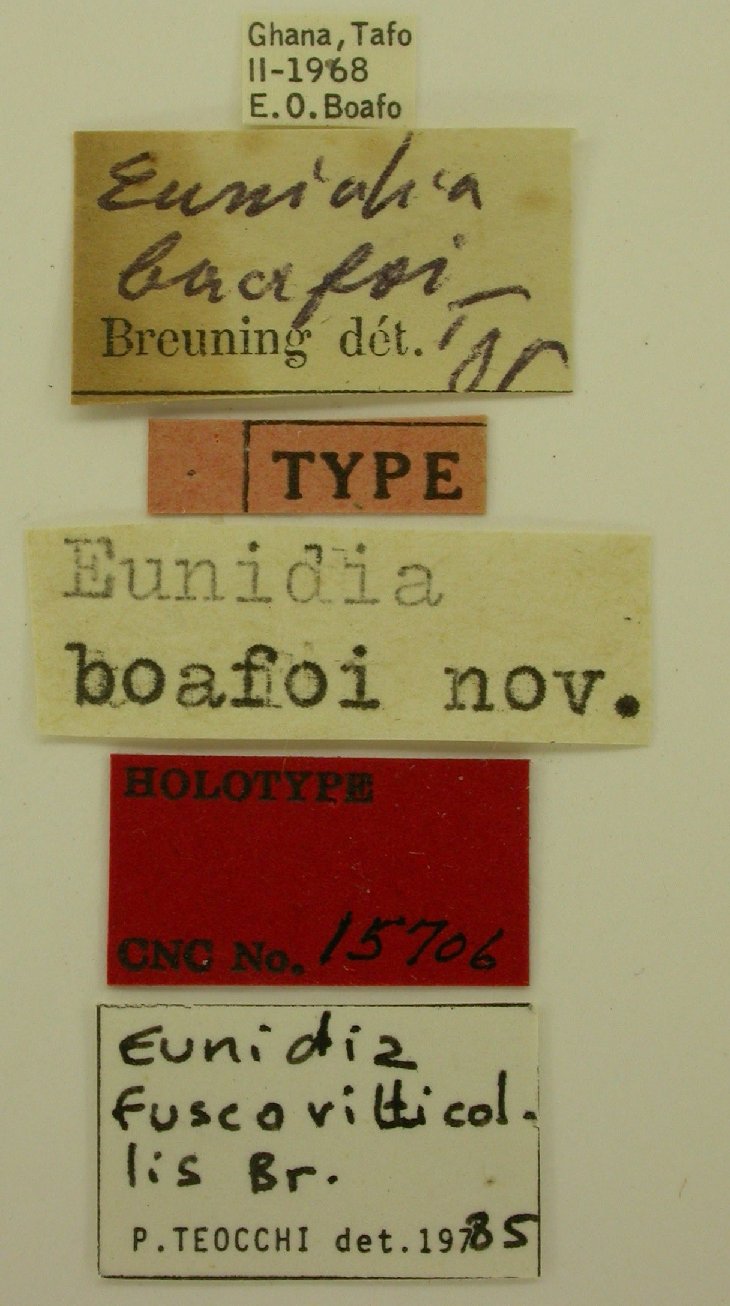 Ghana, Tafo
II-1968
E.O.Boafo
Eunidia
boafoi
Breuning dét. Typ
TYPE
Eunidia
boafoi nov.
HOLOTYPE
CNC No. 15706
Eunidia
fuscovitticol-
lis Br.
P.TEOCCHI det.1985